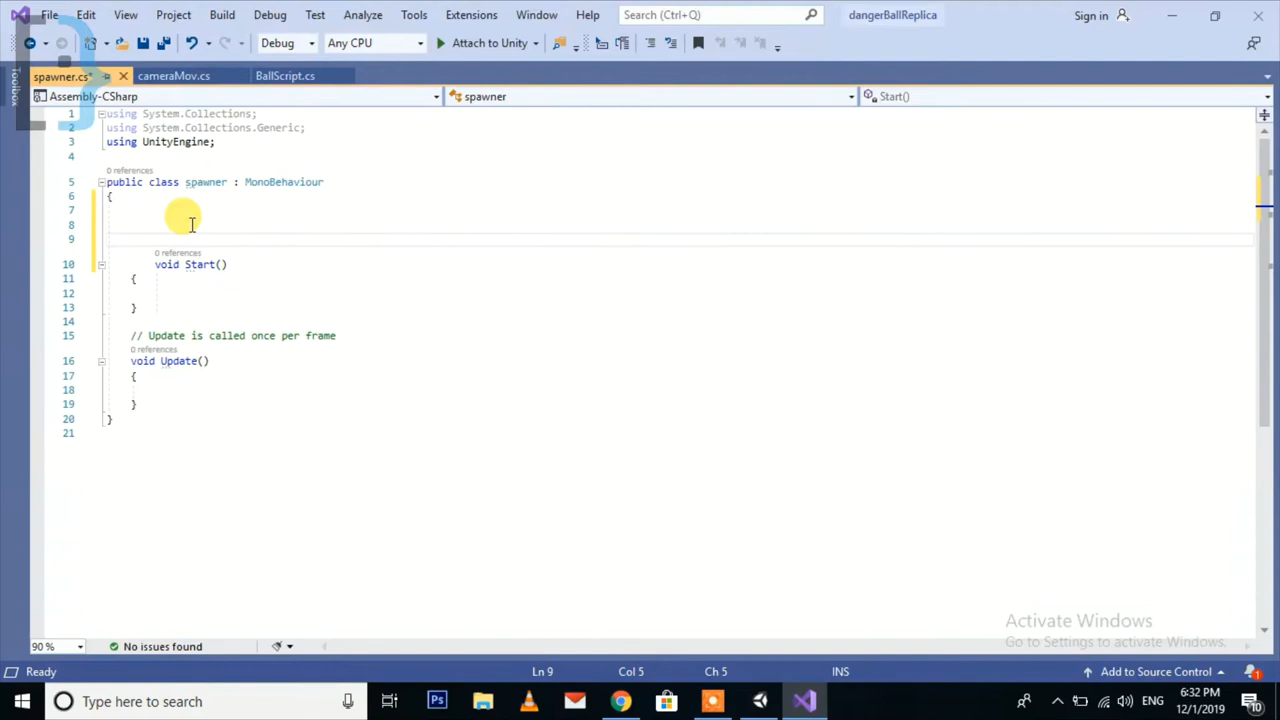 File Edit View Project Build Debug Test Analyze Tools Extensions Window Help Search (Ctrl+Q) dangerBallReplica Sign in
Debug Any CPU Attach to Unity
spawner.cs* cameraMov.cs BallScript.cs
Toolbox
Assembly-CSharp spawner Start()
1 using System.Collections;
2 using System.Collections.Generic;
3 using UnityEngine;
4
0 references
5 public class spawner : MonoBehaviour
6 {
7
8
9
0 references
10 void Start()
11 {
12
13 }
14
15 // Update is called once per frame
0 references
16 void Update()
17 {
18
19 }
20 }
21
Activate Windows
Go to Settings to activate Windows.
90 % No issues found
Ready Ln 9 Col 5 Ch 5 INS Add to Source Control 1
Type here to search Ps ENG 6:32 PM 10
12/1/2019